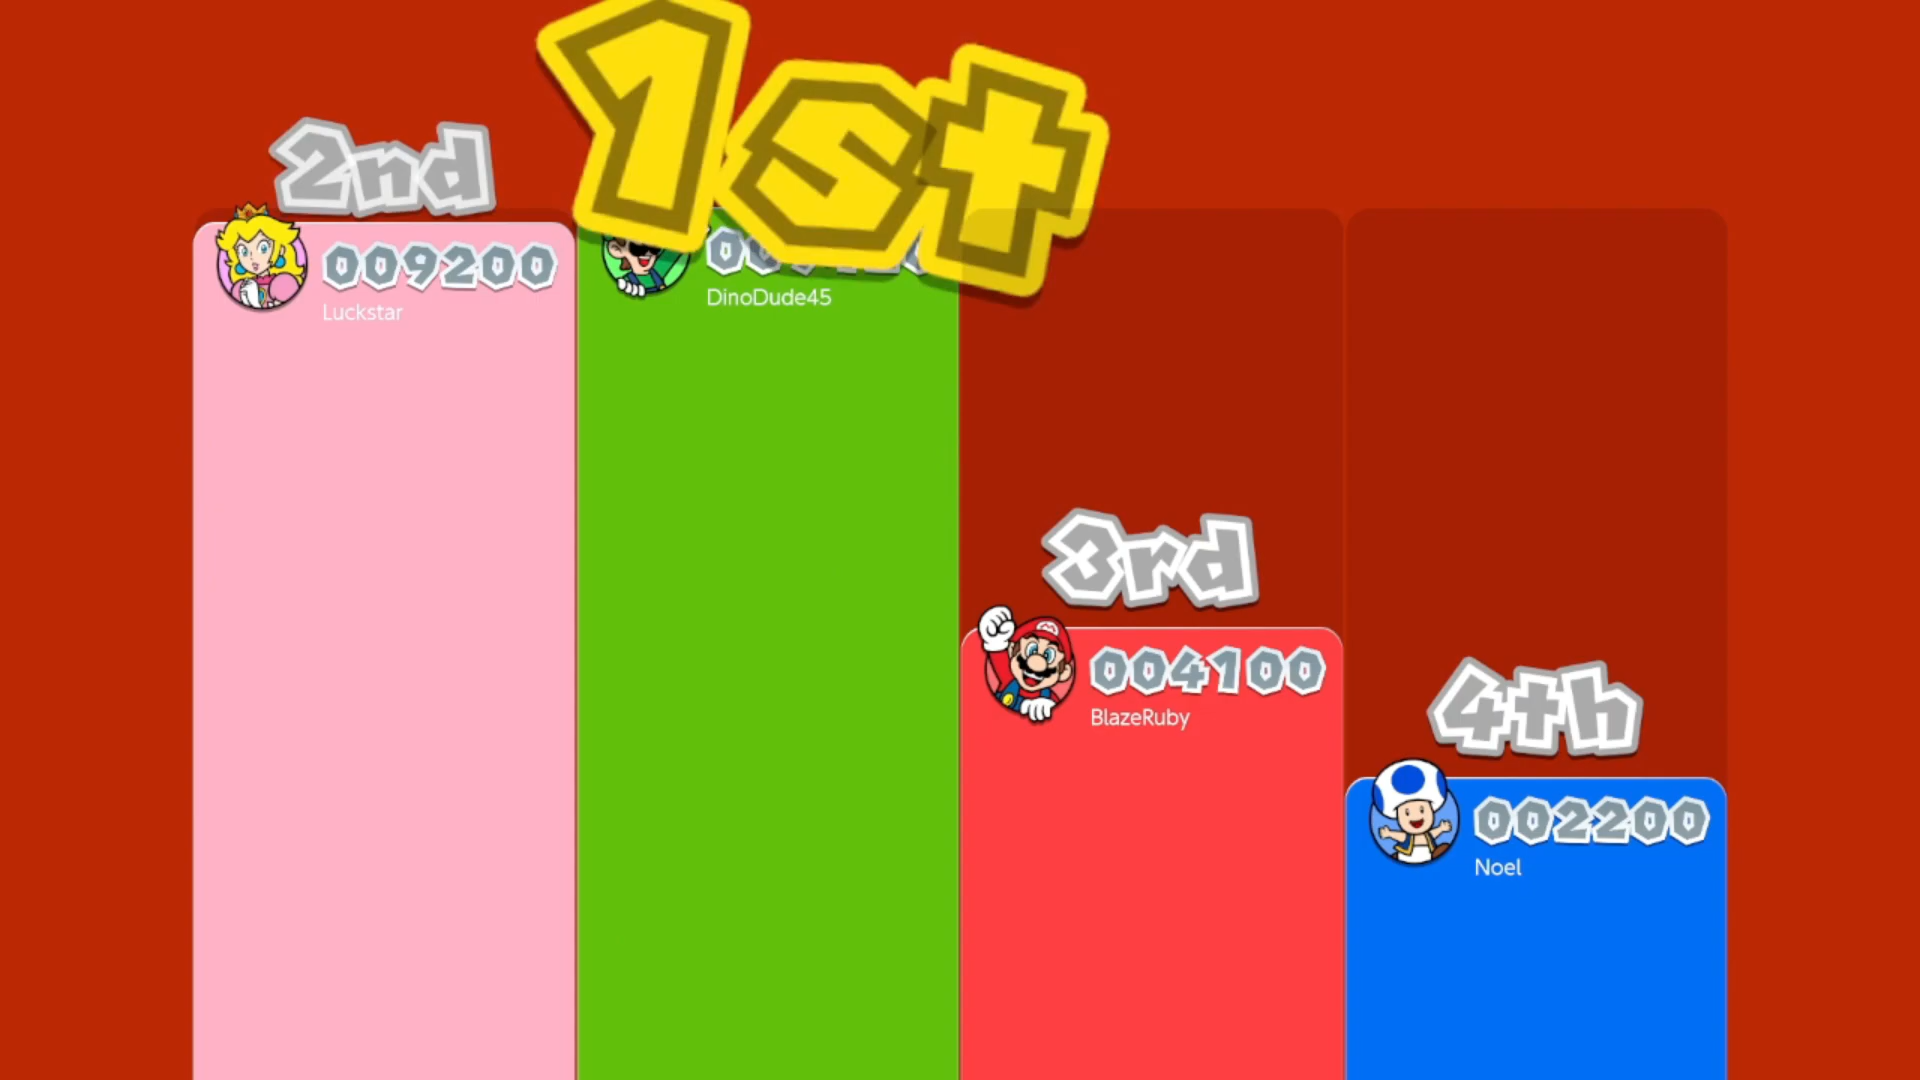 1st
2nd
009200
Luckstar
DinoDude45
3rd
004100
BlazeRuby
4th
002200
Noel